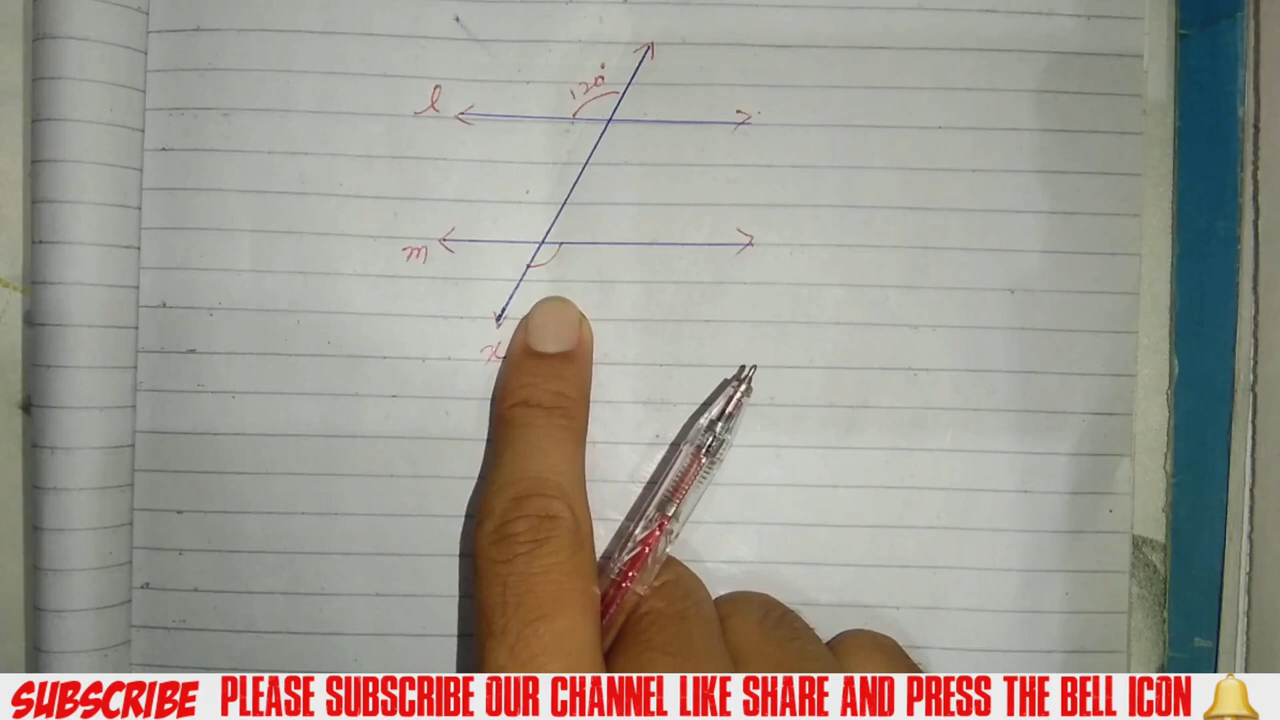 120°
l
m
x
SUBSCRIBE PLEASE SUBSCRIBE OUR CHANNEL LIKE SHARE AND PRESS THE BELL ICON